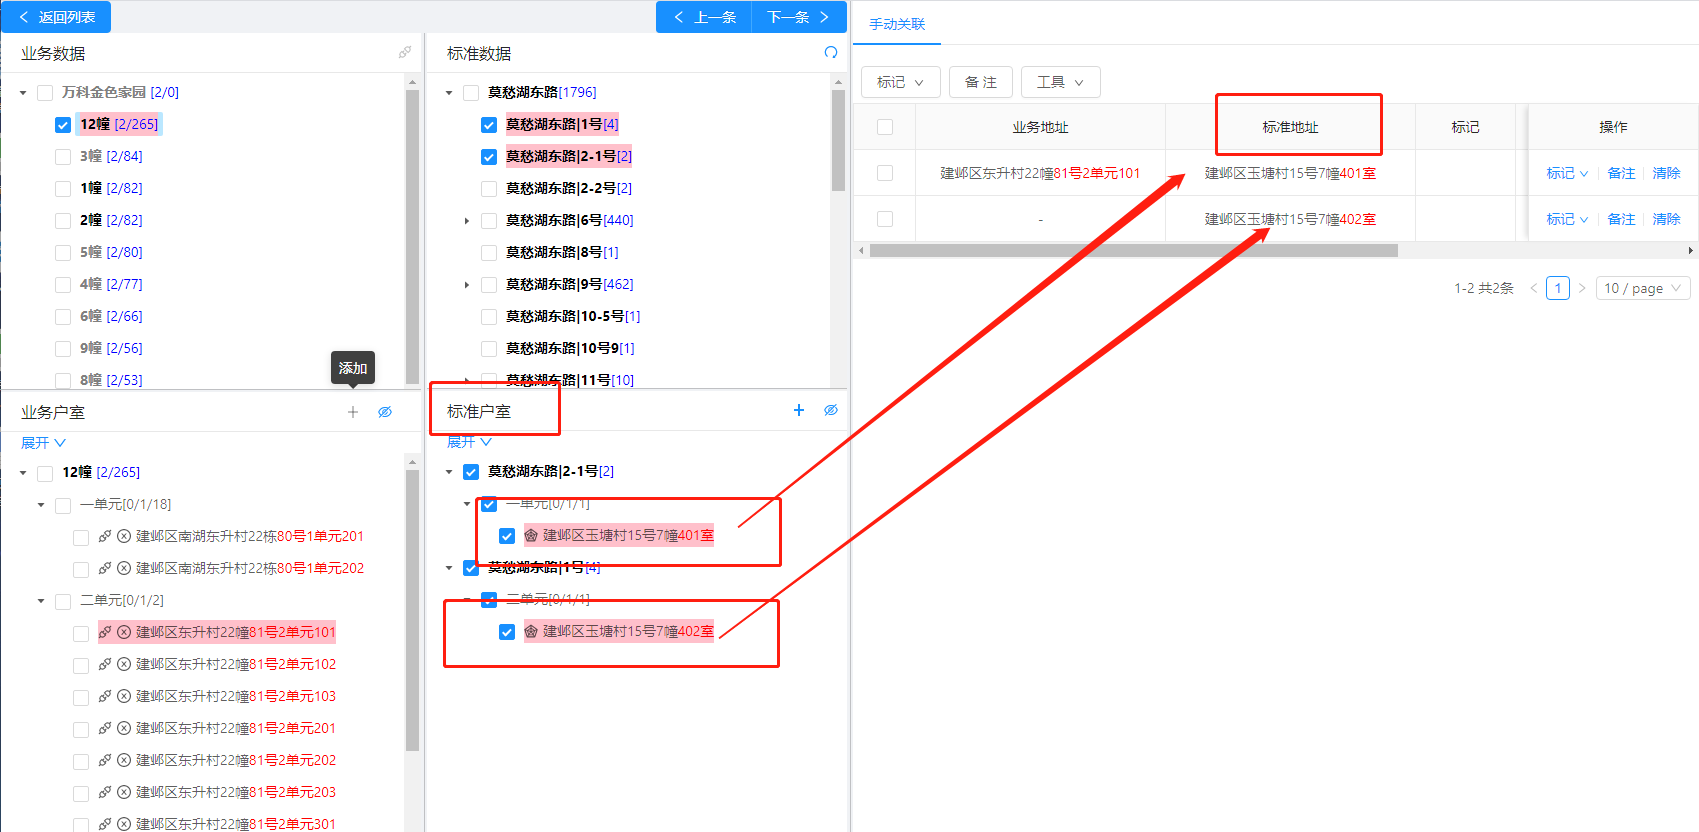 返回列表
上一条
下一条
业务数据
万科金色家园 [2/0]
12幢 [2/265]
3幢 [2/84]
1幢 [2/82]
2幢 [2/82]
5幢 [2/80]
4幢 [2/77]
6幢 [2/66]
9幢 [2/56]
8幢 [2/53]
添加
标准数据
莫愁湖东路[1796]
莫愁湖东路|1号[4]
莫愁湖东路|2-1号[2]
莫愁湖东路|2-2号[2]
莫愁湖东路|6号[440]
莫愁湖东路|8号[1]
莫愁湖东路|9号[462]
莫愁湖东路|10-5号[1]
莫愁湖东路|10号9[1]
莫愁湖东路|11号[10]
业务户室
展开
12幢 [2/265]
一单元[0/1/18]
建邺区南湖东升村22栋80号1单元201
建邺区南湖东升村22栋80号1单元202
二单元[0/1/2]
建邺区东升村22幢81号2单元101
建邺区东升村22幢81号2单元102
建邺区东升村22幢81号2单元103
建邺区东升村22幢81号2单元201
建邺区东升村22幢81号2单元202
建邺区东升村22幢81号2单元203
建邺区东升村22幢81号2单元301
标准户室
展开
莫愁湖东路|2-1号[2]
一单元[0/1/1]
建邺区玉塘村15号7幢401室
莫愁湖东路|1号[4]
二单元[0/1/1]
建邺区玉塘村15号7幢402室
手动关联
标记
备 注
工具
业务地址 标准地址 标记 操作
建邺区东升村22幢81号2单元101 建邺区玉塘村15号7幢401室 标记 备注 清除
- 建邺区玉塘村15号7幢402室 标记 备注 清除
1-2 共2条 < 1 > 10 / page